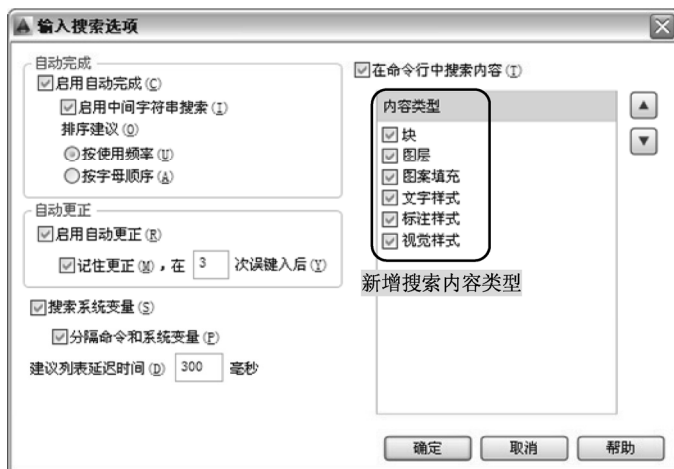 输入搜索选项
自动完成
启用自动完成(C)
启用中间字符串搜索(I)
排序建议(O)
按使用频率(U)
按字母顺序(A)
自动更正
启用自动更正(R)
记住更正(M),在 3 次误键入后(Y)
搜索系统变量(S)
分隔命令和系统变量(P)
建议列表延迟时间(D) 300 毫秒
在命令行中搜索内容(T)
内容类型
块
图层
图案填充
文字样式
标注样式
视觉样式
新增搜索内容类型
确定 取消 帮助